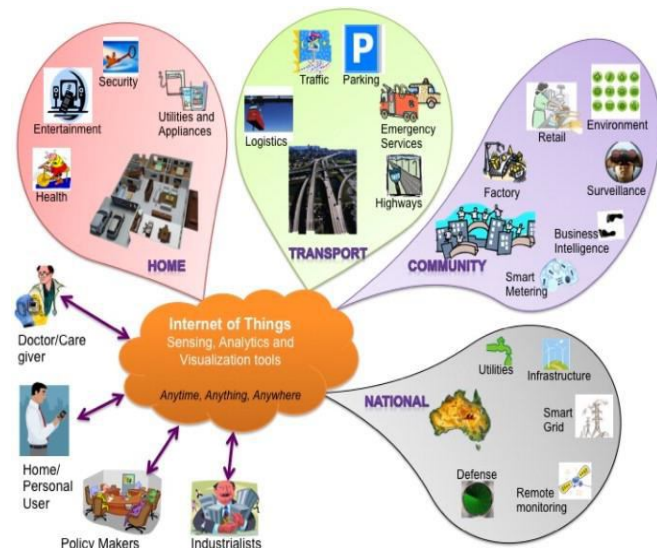 Security
Entertainment
Utilities and
Appliances
Health
HOME
Traffic
P
Parking
Logistics
Emergency
Services
Highways
TRANSPORT
Retail
Environment
Factory
Surveillance
Business
Intelligence
Smart
Metering
COMMUNITY
Internet of Things
Sensing, Analytics and
Visualization tools
Anytime, Anything, Anywhere
Doctor/Care
giver
Home/
Personal
User
Policy Makers
Industrialists
NATIONAL
Utilities
Infrastructure
Smart
Grid
Defense
Remote
monitoring